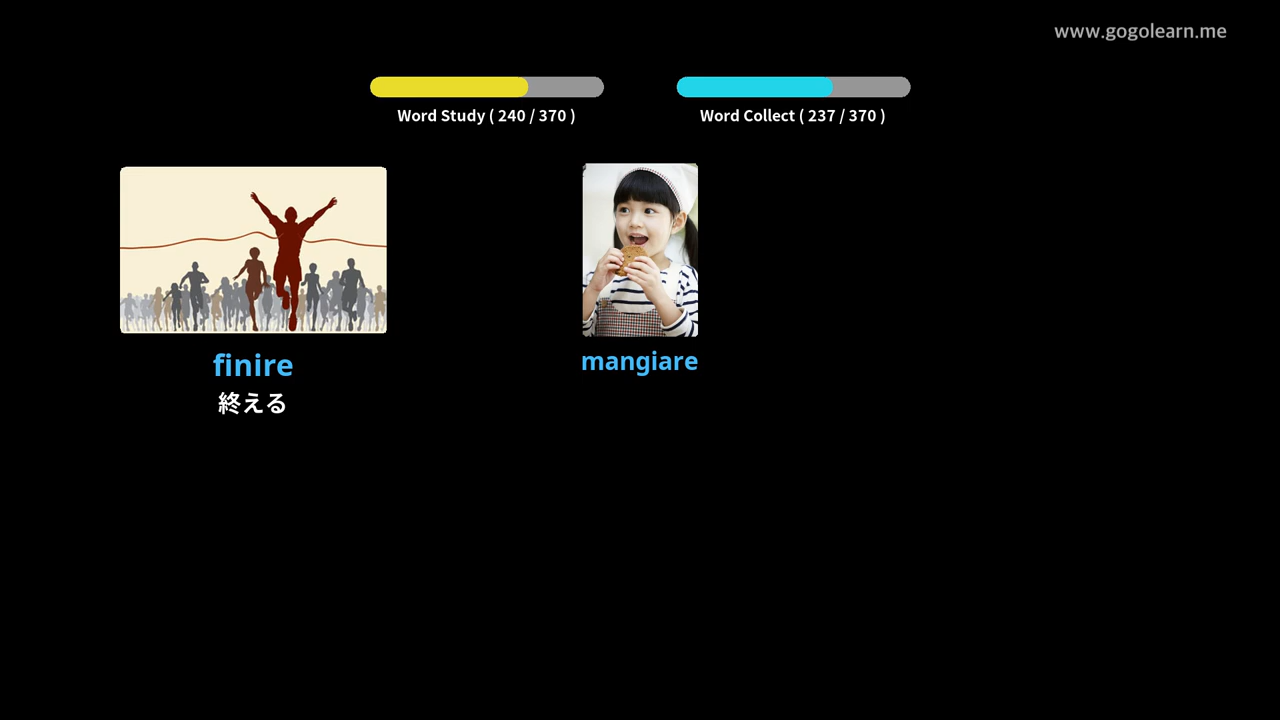 www.gogolearn.me
Word Study ( 240 / 370 )
Word Collect ( 237 / 370 )
finire
終える
mangiare